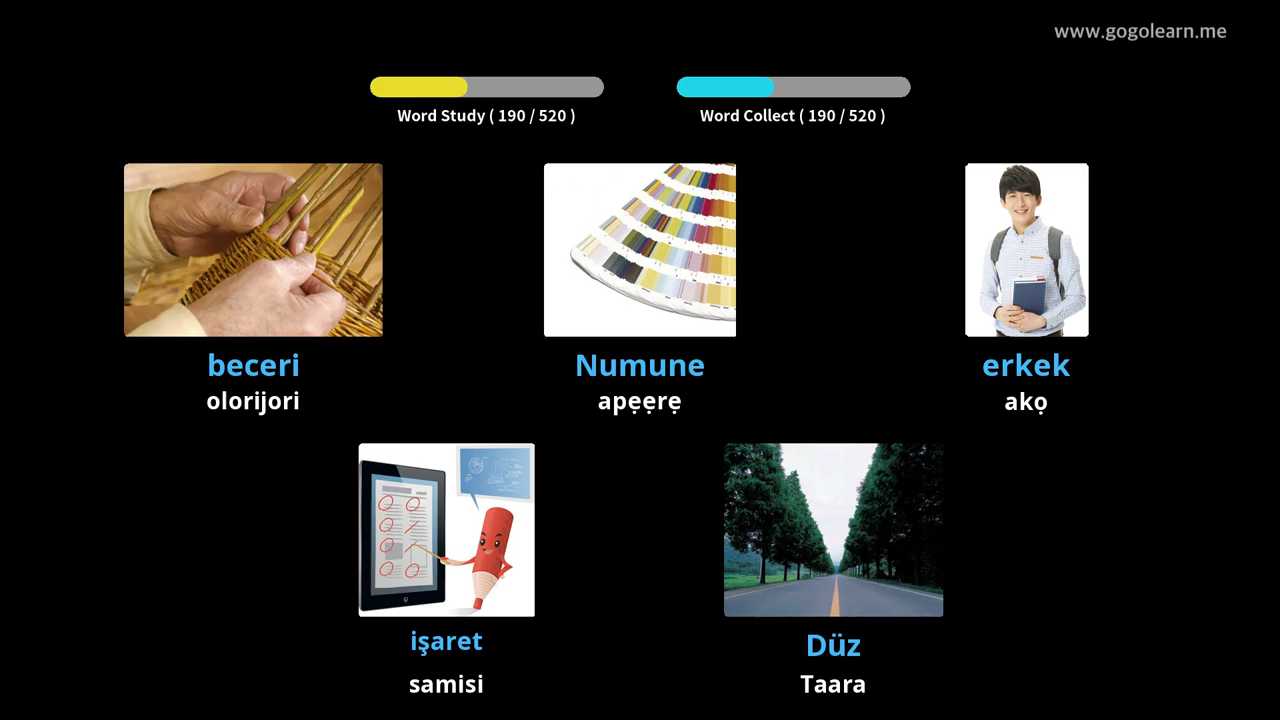 www.gogolearn.me
Word Study ( 190 / 520 )
Word Collect ( 190 / 520 )
beceri
olorijori
Numune
apẹẹrẹ
erkek
akọ
işaret
samisi
Düz
Taara